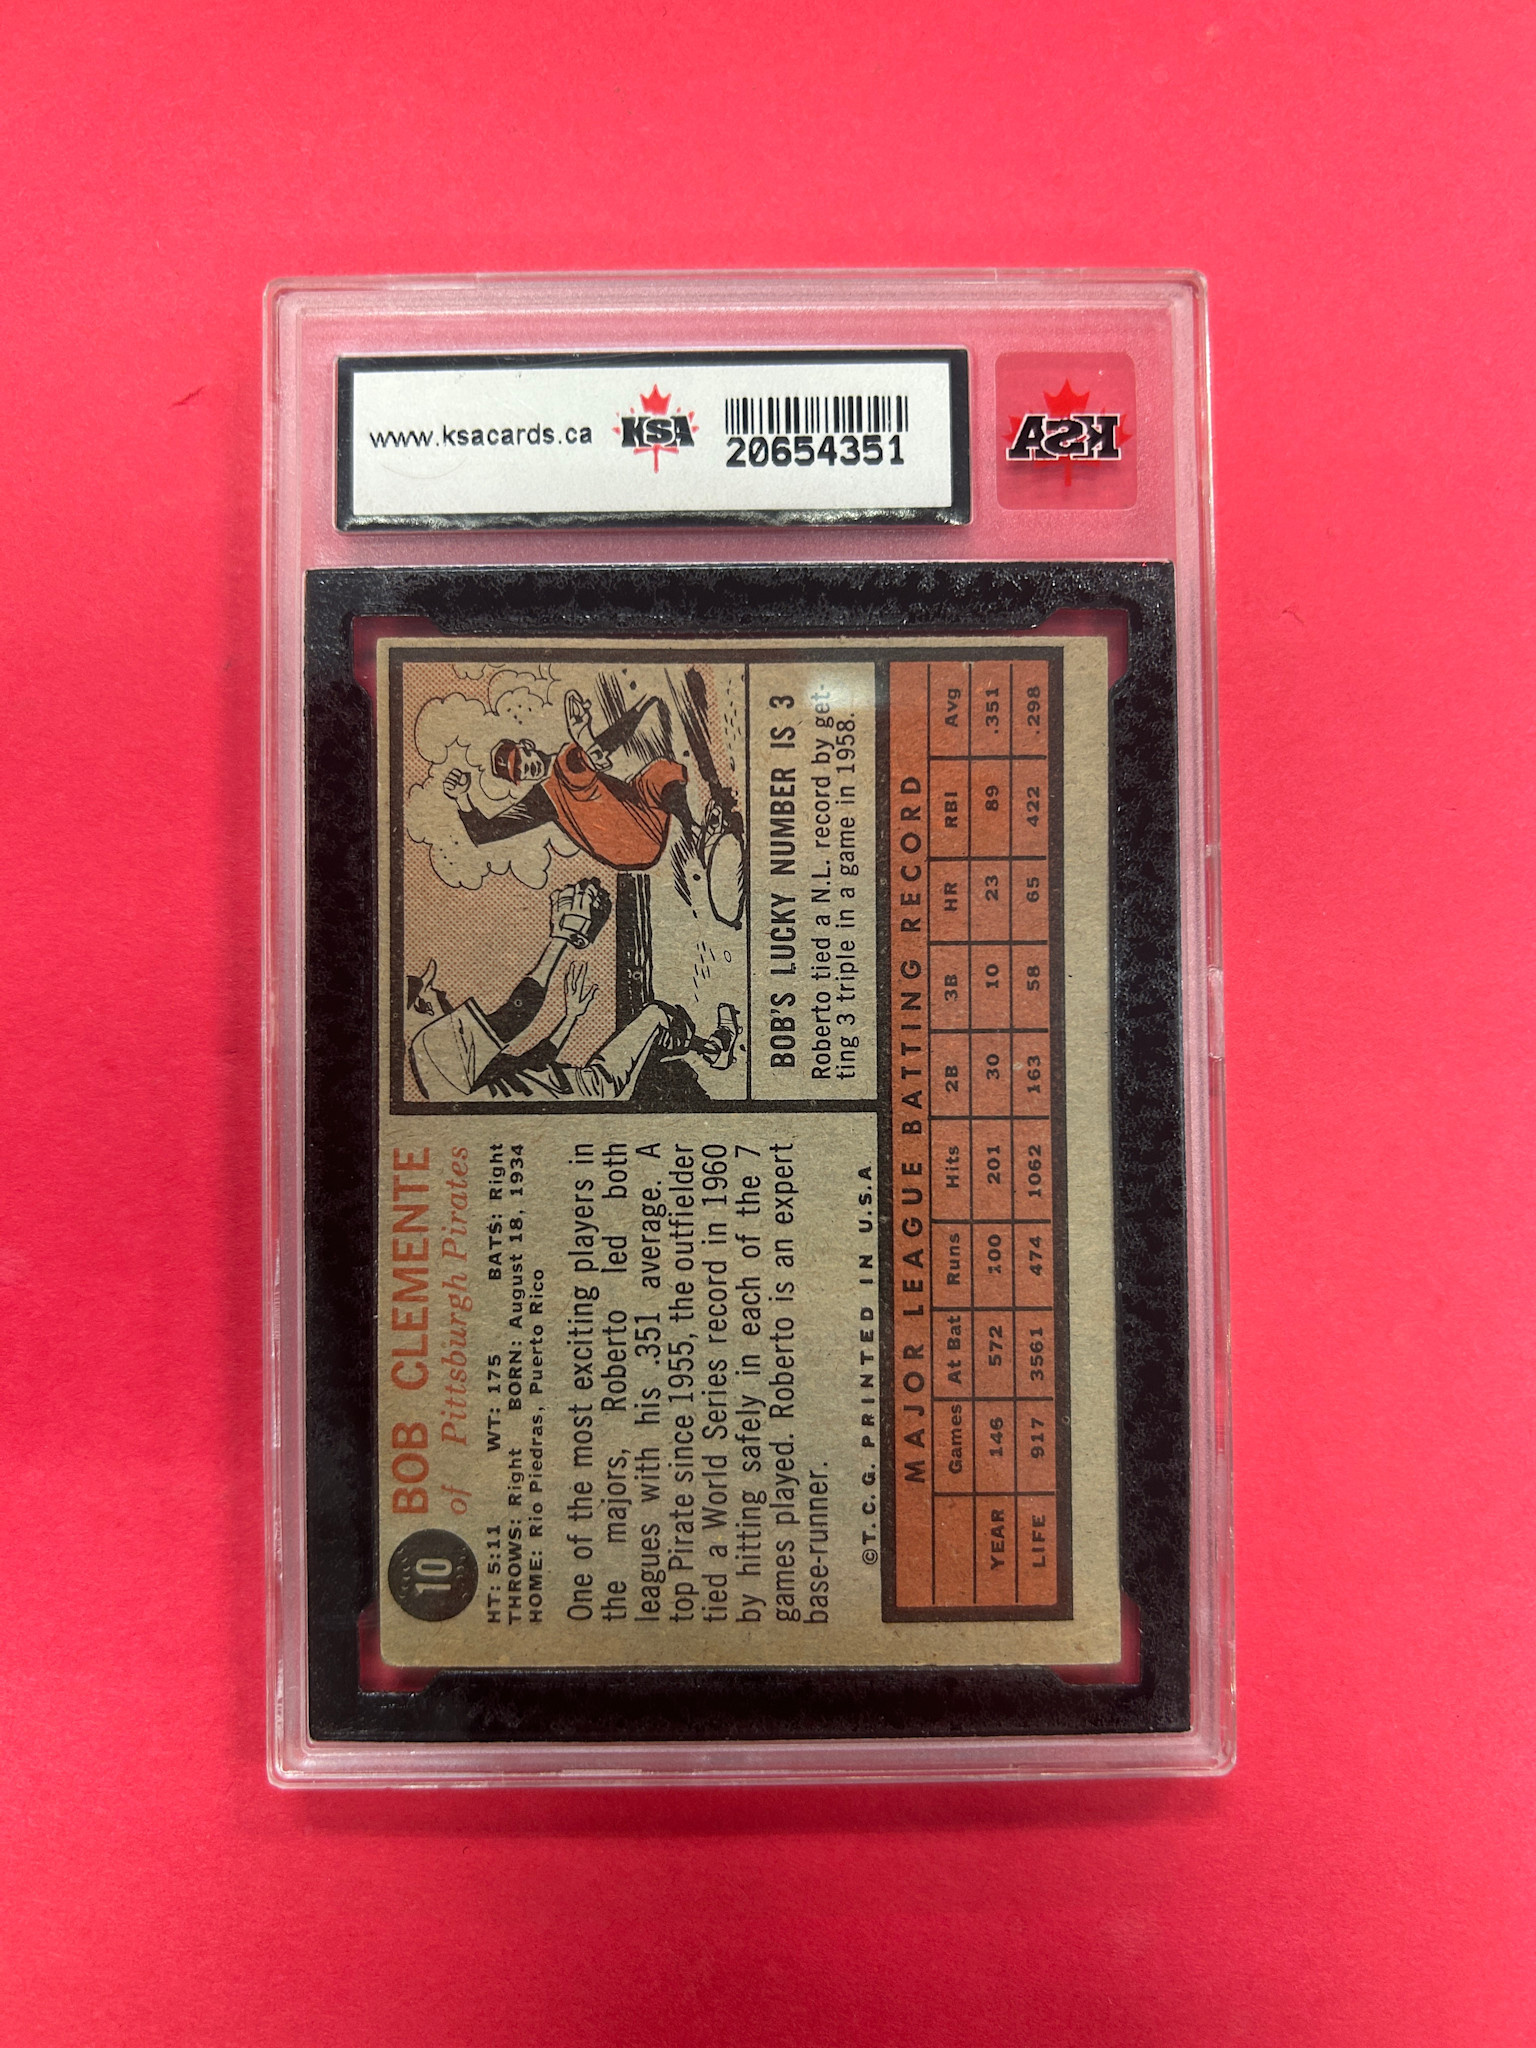 www.ksacards.ca
KSA
20654351
KSA
10
BOB CLEMENTE
of Pittsburgh Pirates
HT: 5:11 WT: 175 BATS: Right
THROWS: Right BORN: August 18, 1934
HOME: Rio Piedras, Puerto Rico
One of the most exciting players in
the majors, Roberto led both
leagues with his .351 average. A
top Pirate since 1955, the outfielder
tied a World Series record in 1960
by hitting safely in each of the 7
games played. Roberto is an expert
base-runner.
© T. C. G. PRINTED IN U.S.A.
BOB'S LUCKY NUMBER IS 3
Roberto tied a N.L. record by get-
ting 3 triple in a game in 1958.
MAJOR LEAGUE BATTING RECORD
Games At Bat Runs Hits 2B 3B HR RBI Avg
YEAR 146 572 100 201 30 10 23 89 .351
LIFE 917 3561 474 1062 163 58 65 422 .298